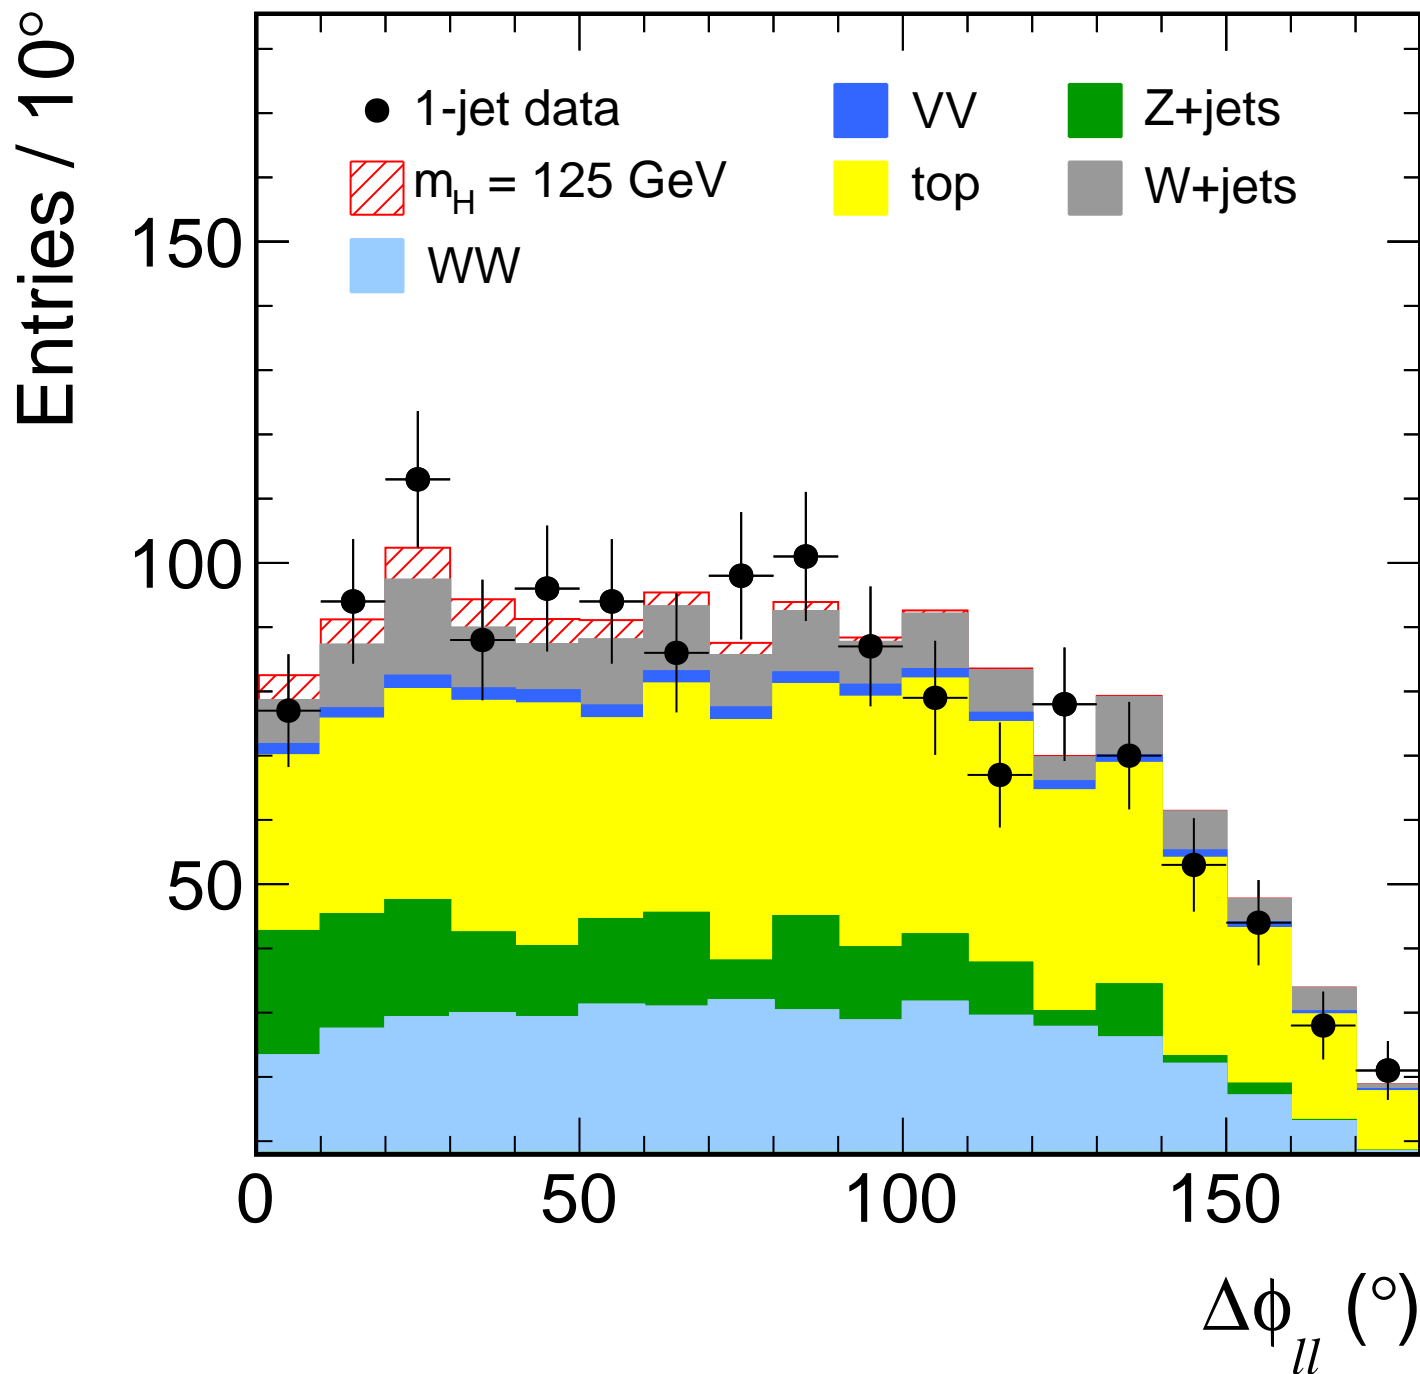 Entries / 10°
1-jet data
VV
Z+jets
m_H = 125 GeV
top
W+jets
WW
150
100
50
0 50 100 150
Δϕ_ll (°)